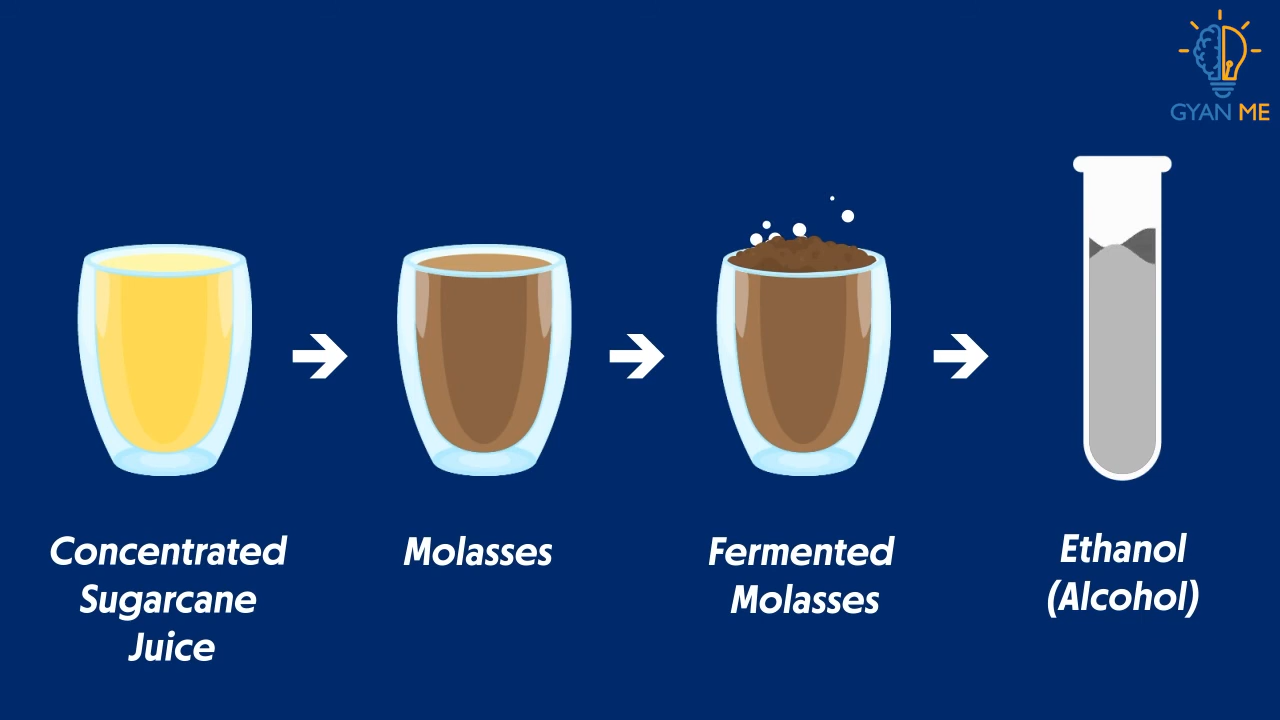 GYAN ME
Concentrated
Sugarcane
Juice
Molasses
Fermented
Molasses
Ethanol
(Alcohol)